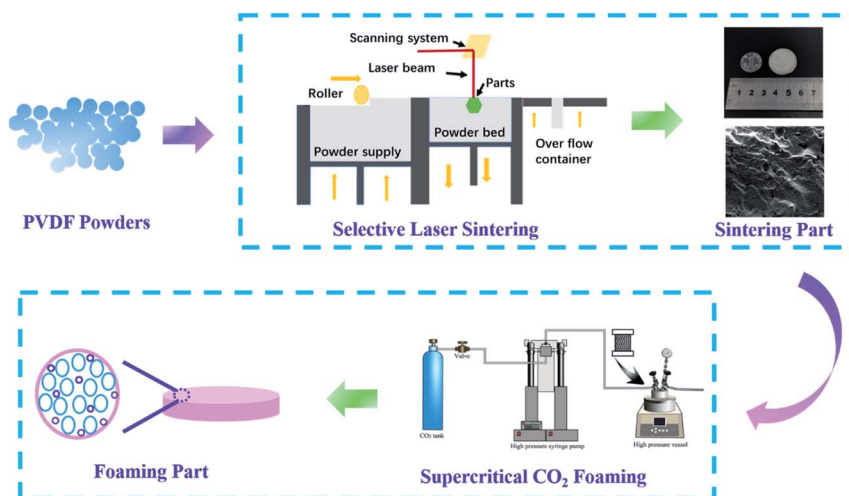 Scanning system
Laser beam
Parts
Roller
Powder supply
Powder bed
Over flow
container
1 2 3 4 5 6 7
PVDF Powders
Selective Laser Sintering
Sintering Part
Valve
CO₂ tank
High pressure syringe pump
High pressure vessel
Foaming Part
Supercritical CO₂ Foaming